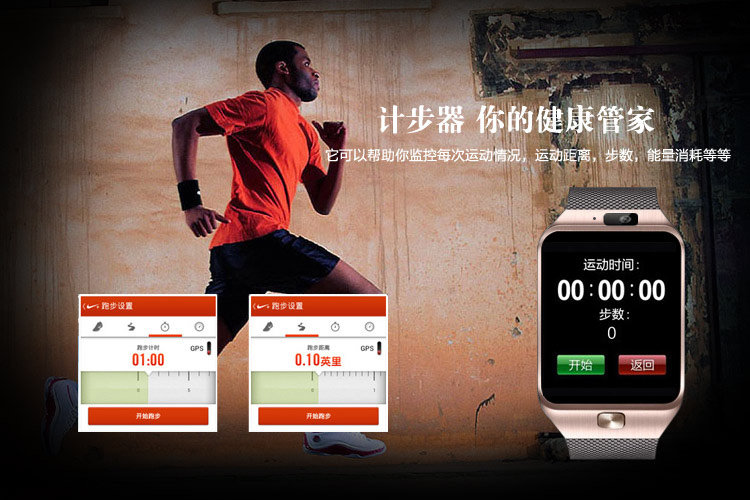 计步器 你的健康管家
它可以帮助你监控每次运动情况，运动距离，步数，能量消耗等等
运动时间：
00：00：00
步数：
0
开始 返回
跑步设置
跑步计时
GPS
01:00
0 5
开始跑步
跑步设置
跑步距离
GPS
0.10英里
0 1
开始跑步